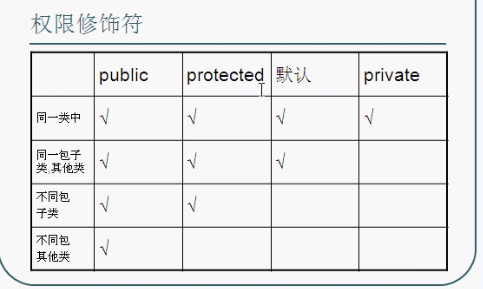 权限修饰符
public protected 默认 private
同一类中 √ √ √ √
同一包子
类,其他类 √ √ √
不同包
子类 √ √
不同包
其他类 √